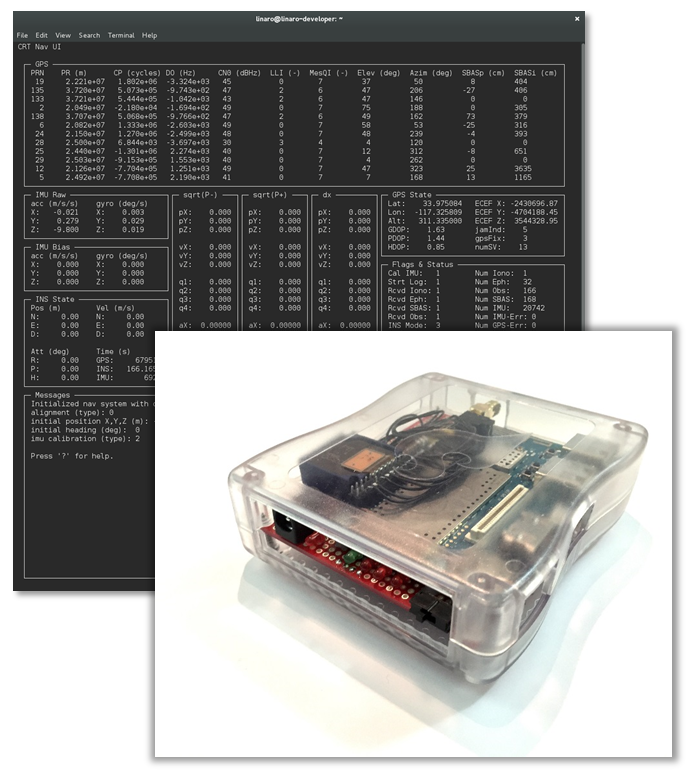 linaro@linaro-developer: ~
×
File Edit View Search Terminal Help
CRT Nav UI
GPS
PRN PR (m) CP (cycles) DO (Hz) CN0 (dBHz) LLI (-) MesQI (-) Elev (deg) Azim (deg) SBASp (cm) SBASi (cm)
19 2.221e+07 1.802e+06 -3.324e+03 45 0 7 37 50 8 404
135 3.720e+07 5.073e+05 -9.743e+02 47 2 6 47 206 -27 406
133 3.721e+07 5.444e+05 -1.042e+03 43 2 6 47 146 0 0
2 2.049e+07 -2.180e+04 -1.694e+02 49 0 7 75 188 0 305
138 3.707e+07 5.068e+05 -9.766e+02 47 2 6 49 162 73 379
6 2.082e+07 1.333e+06 -2.603e+03 49 0 7 58 53 -25 316
24 2.150e+07 1.270e+06 -2.499e+03 48 0 7 48 239 -4 393
28 2.500e+07 6.844e+03 -3.697e+03 30 3 4 4 120 0 0
25 2.440e+07 -1.301e+06 2.274e+03 40 0 7 12 312 -8 651
29 2.503e+07 -9.153e+05 1.553e+03 40 0 7 4 262 0 0
12 2.126e+07 -7.704e+05 1.251e+03 49 0 7 47 323 25 3635
5 2.492e+07 -7.708e+05 2.190e+03 41 0 7 7 168 13 1165
IMU Raw sqrt(P-) sqrt(P+) dx GPS State
acc (m/s/s) gyro (deg/s) Lat: 33.975084 ECEF X: -2430696.87
X: -0.021 X: 0.003 pX: 0.000 pX: 0.000 pX: 0.000 Lon: -117.325809 ECEF Y: -4704188.45
Y: 0.279 Y: 0.029 pY: 0.000 pY: 0.000 pY: 0.000 Alt: 311.335000 ECEF Z: 3544328.95
Z: -9.800 Z: 0.019 pZ: 0.000 pZ: 0.000 pZ: 0.000 GDOP: 1.63 jamInd: 5
PDOP: 1.44 gpsFix: 3
IMU Bias vX: 0.000 vX: 0.000 vX: 0.000 HDOP: 0.85 numSV: 13
acc (m/s/s) gyro (deg/s) vY: 0.000 vY: 0.000 vY: 0.000
X: 0.000 X: 0.000 vZ: 0.000 vZ: 0.000 vZ: 0.000 Flags & Status
Y: 0.000 Y: 0.000 Cal IMU: 1 Num Iono: 1
Z: 0.000 Z: 0.000 q1: 0.000 q1: 0.000 q1: 0.000 Strt Log: 1 Num Eph: 32
q2: 0.000 q2: 0.000 q2: 0.000 Rcvd Iono: 1 Num Obs: 166
INS State q3: 0.000 q3: 0.000 q3: 0.000 Rcvd Eph: 1 Num SBAS: 168
Pos (m) Vel (m/s) q4: 0.000 q4: 0.000 q4: 0.000 Rcvd SBAS: 1 Num IMU: 20742
N: 0.00 N: 0.00 Rcvd Obs: 1 Num IMU-Err: 0
E: 0.00 E: 0.00 aX: 0.00000 aX: 0.00000 aX: 0.00000 INS Mode: 3 Num GPS-Err: 0
D: 0.00 D: 0.00
Att (deg) Time (s)
R: 0.00 GPS: 6795
P: 0.00 INS: 166.16
H: 0.00 IMU: 69
Messages
Initialized nav system with
alignment (type): 0
initial position X,Y,Z (m):
initial heading (deg): 0
imu calibration (type): 2
Press '?' for help.